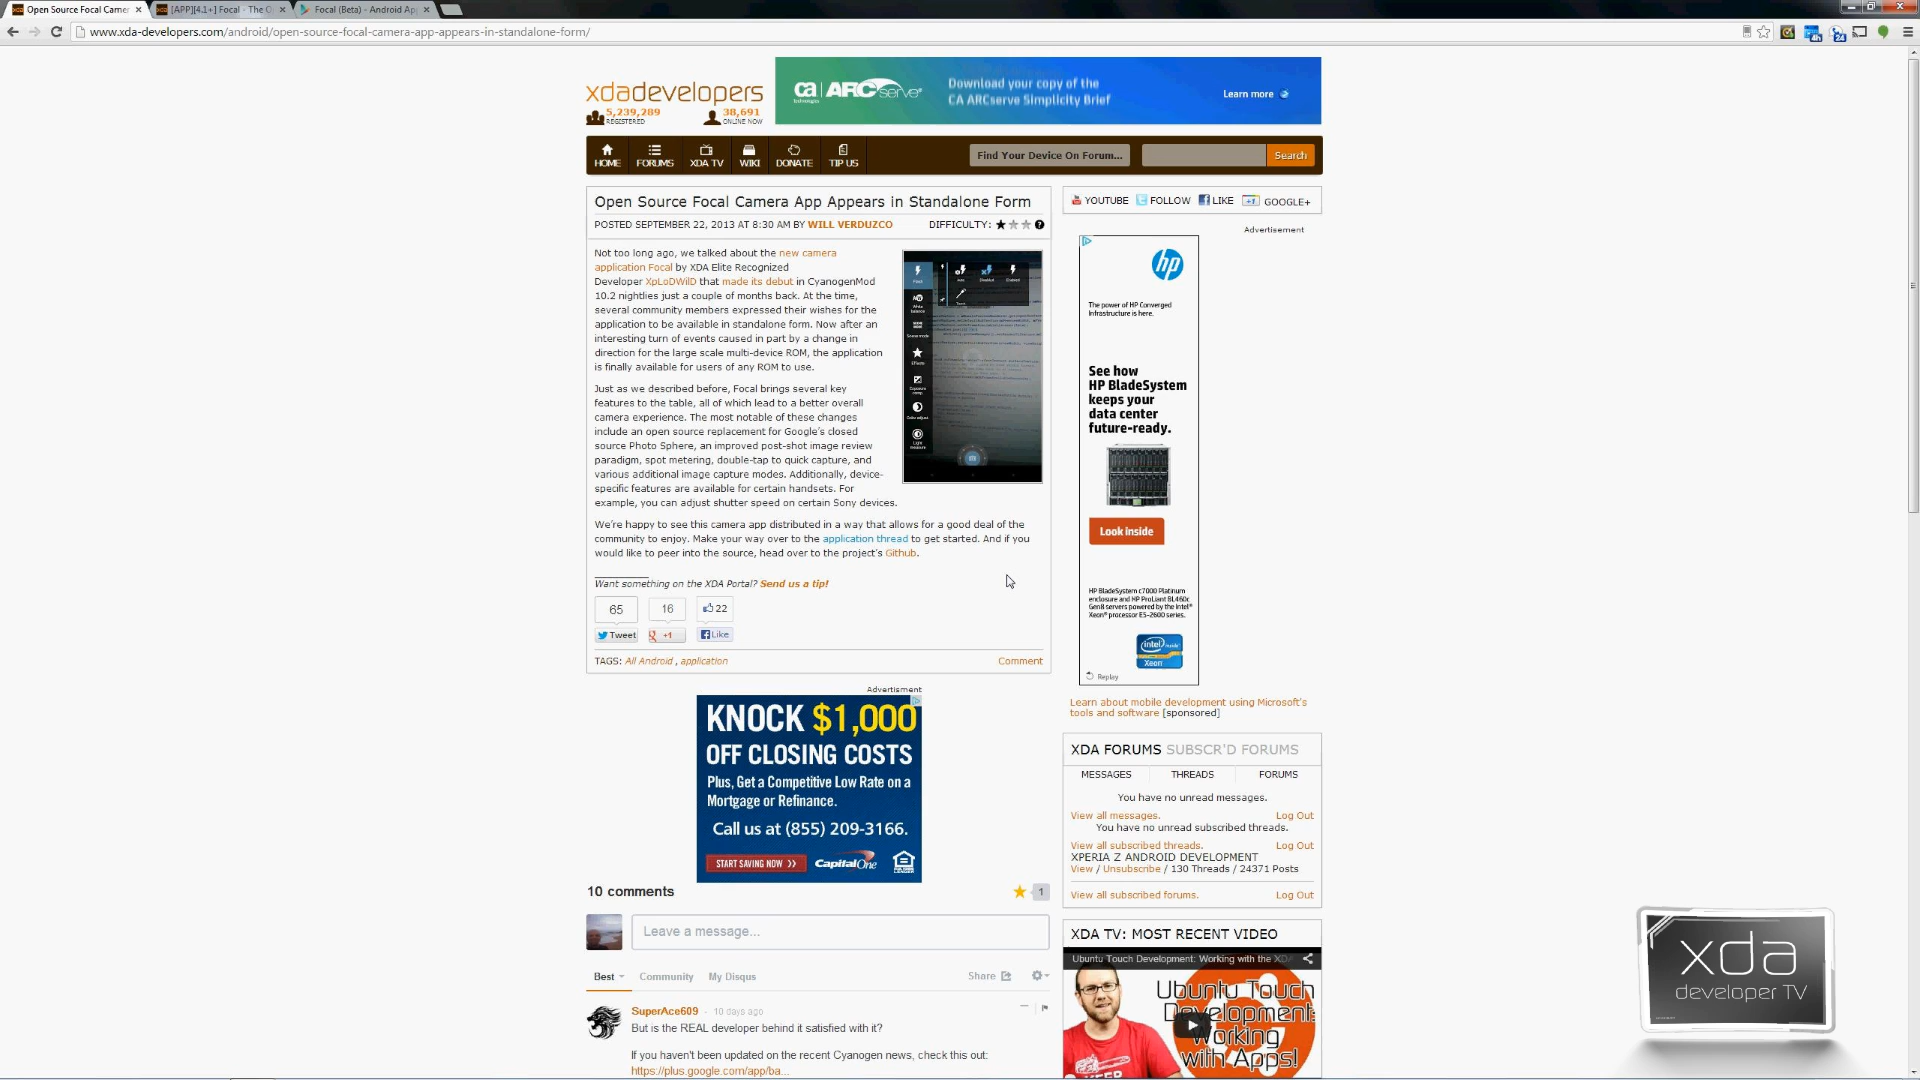 Open Source Focal Camer
[APP][4.1+] Focal - The O
Focal (Beta) - Android Ap
www.xda-developers.com/android/open-source-focal-camera-app-appears-in-standalone-form/
xdadevelopers
5,239,289
REGISTERED
38,691
ONLINE NOW
ca technologies ARCserve
Download your copy of the
CA ARCserve Simplicity Brief
Learn more
HOME
FORUMS
XDA TV
WIKI
DONATE
TIP US
Find Your Device On Forum...
Search
Open Source Focal Camera App Appears in Standalone Form
POSTED SEPTEMBER 22, 2013 AT 8:30 AM BY WILL VERDUZCO
DIFFICULTY:
Not too long ago, we talked about the new camera
application Focal by XDA Elite Recognized
Developer XpLoDWilD that made its debut in CyanogenMod
10.2 nightlies just a couple of months back. At the time,
several community members expressed their wishes for the
application to be available in standalone form. Now after an
interesting turn of events caused in part by a change in
direction for the large scale multi-device ROM, the application
is finally available for users of any ROM to use.
Just as we described before, Focal brings several key
features to the table, all of which lead to a better overall
camera experience. The most notable of these changes
include an open source replacement for Google's closed
source Photo Sphere, an improved post-shot image review
paradigm, spot metering, double-tap to quick capture, and
various additional image capture modes. Additionally, device-
specific features are available for certain handsets. For
example, you can adjust shutter speed on certain Sony devices.
We're happy to see this camera app distributed in a way that allows for a good deal of the
community to enjoy. Make your way over to the application thread to get started. And if you
would like to peer into the source, head over to the project's Github.
Want something on the XDA Portal? Send us a tip!
65
16
22
Tweet
+1
Like
TAGS: All Android , application
Comment
Advertisment
KNOCK $1,000
OFF CLOSING COSTS
Plus, Get a Competitive Low Rate on a
Mortgage or Refinance.
Call us at (855) 209-3166.
START SAVING NOW >>
Capital One
10 comments
1
Leave a message...
Best
Community
My Disqus
Share
SuperAce609 · 10 days ago
But is the REAL developer behind it satisfied with it?
If you haven't been updated on the recent Cyanogen news, check this out:
https://plus.google.com/app/ba...
YOUTUBE
FOLLOW
LIKE
+1 GOOGLE+
Advertisement
hp
The power of HP Converged
Infrastructure is here.
See how
HP BladeSystem
keeps your
data center
future-ready.
Look inside
HP BladeSystem c7000 Platinum
enclosure and HP ProLiant BL460c
Gen8 servers powered by the Intel®
Xeon® processor E5-2600 series.
intel
Xeon
Replay
Learn about mobile development using Microsoft's
tools and software [sponsored]
XDA FORUMS SUBSCR'D FORUMS
MESSAGES
THREADS
FORUMS
You have no unread messages.
View all messages.
Log Out
You have no unread subscribed threads.
View all subscribed threads.
Log Out
XPERIA Z ANDROID DEVELOPMENT
View / Unsubscribe / 130 Threads / 24371 Posts
View all subscribed forums.
Log Out
XDA TV: MOST RECENT VIDEO
Ubuntu Touch Development: Working with the XD
Ubuntu Touch
Development:
Working
with Apps!
KEEP
xda
developer TV